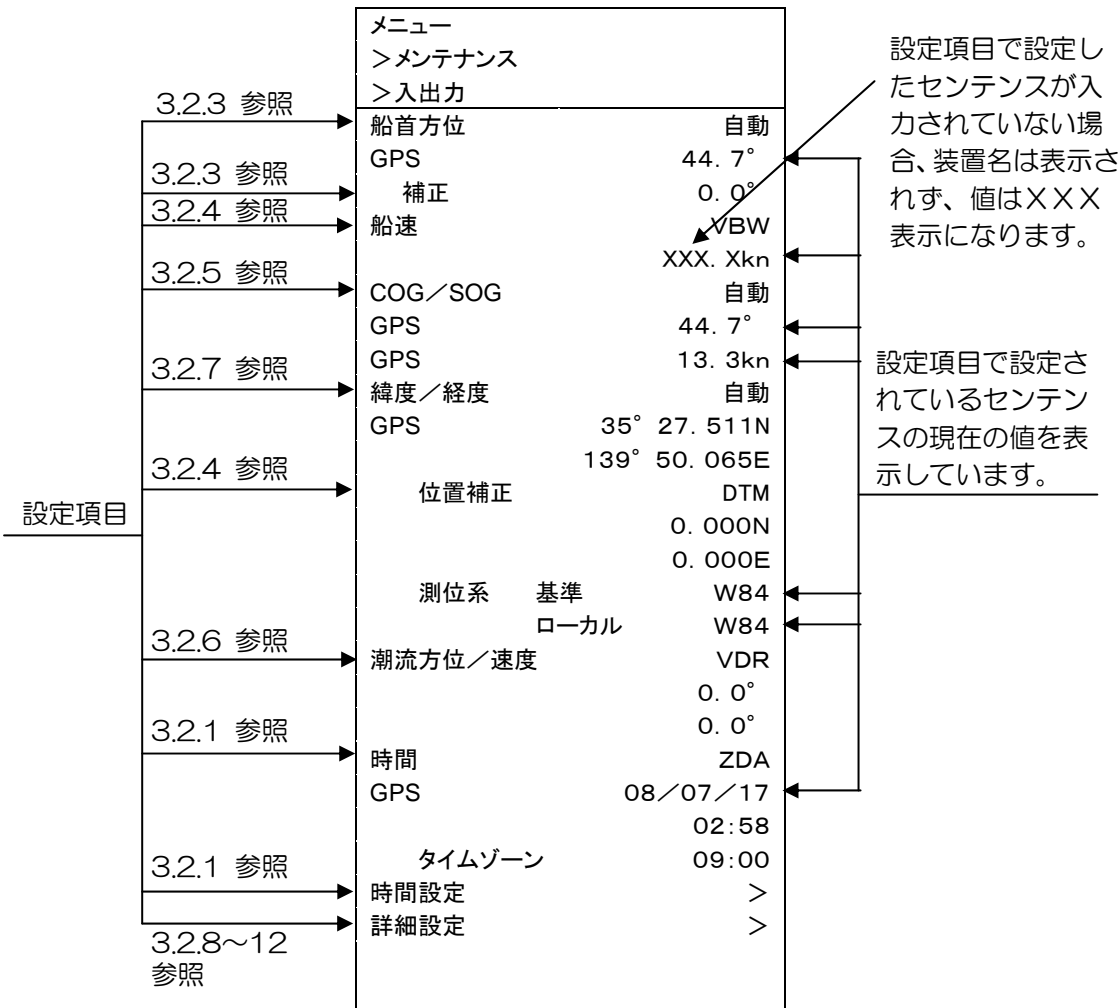 メニュー
＞メンテナンス
＞入出力
3.2.3 参照
船首方位 自動
GPS 44.7°
3.2.3 参照
補正 0.0°
3.2.4 参照
船速 VBW
XXX.Xkn
3.2.5 参照
COG／SOG 自動
GPS 44.7°
GPS 13.3kn
3.2.7 参照
緯度／経度 自動
GPS 35° 27.511N
139° 50.065E
3.2.4 参照
位置補正 DTM
0.000N
0.000E
測位系 基準 W84
ローカル W84
3.2.6 参照
潮流方位／速度 VDR
0.0°
0.0°
3.2.1 参照
時間 ZDA
GPS 08／07／17
02:58
タイムゾーン 09:00
3.2.1 参照
時間設定 ＞
詳細設定 ＞
3.2.8～12
参照
設定項目
設定項目で設定し
たセンテンスが入
力されていない場
合、装置名は表示さ
れず、値はＸＸＸ
表示になります。
設定項目で設定さ
れているセンテン
スの現在の値を表
示しています。